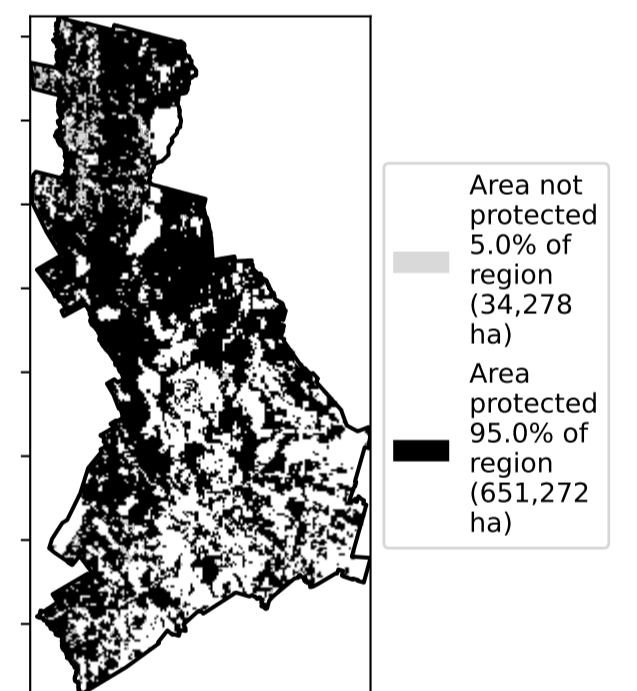 Area not
protected
5.0% of
region
(34,278
ha)
Area
protected
95.0% of
region
(651,272
ha)